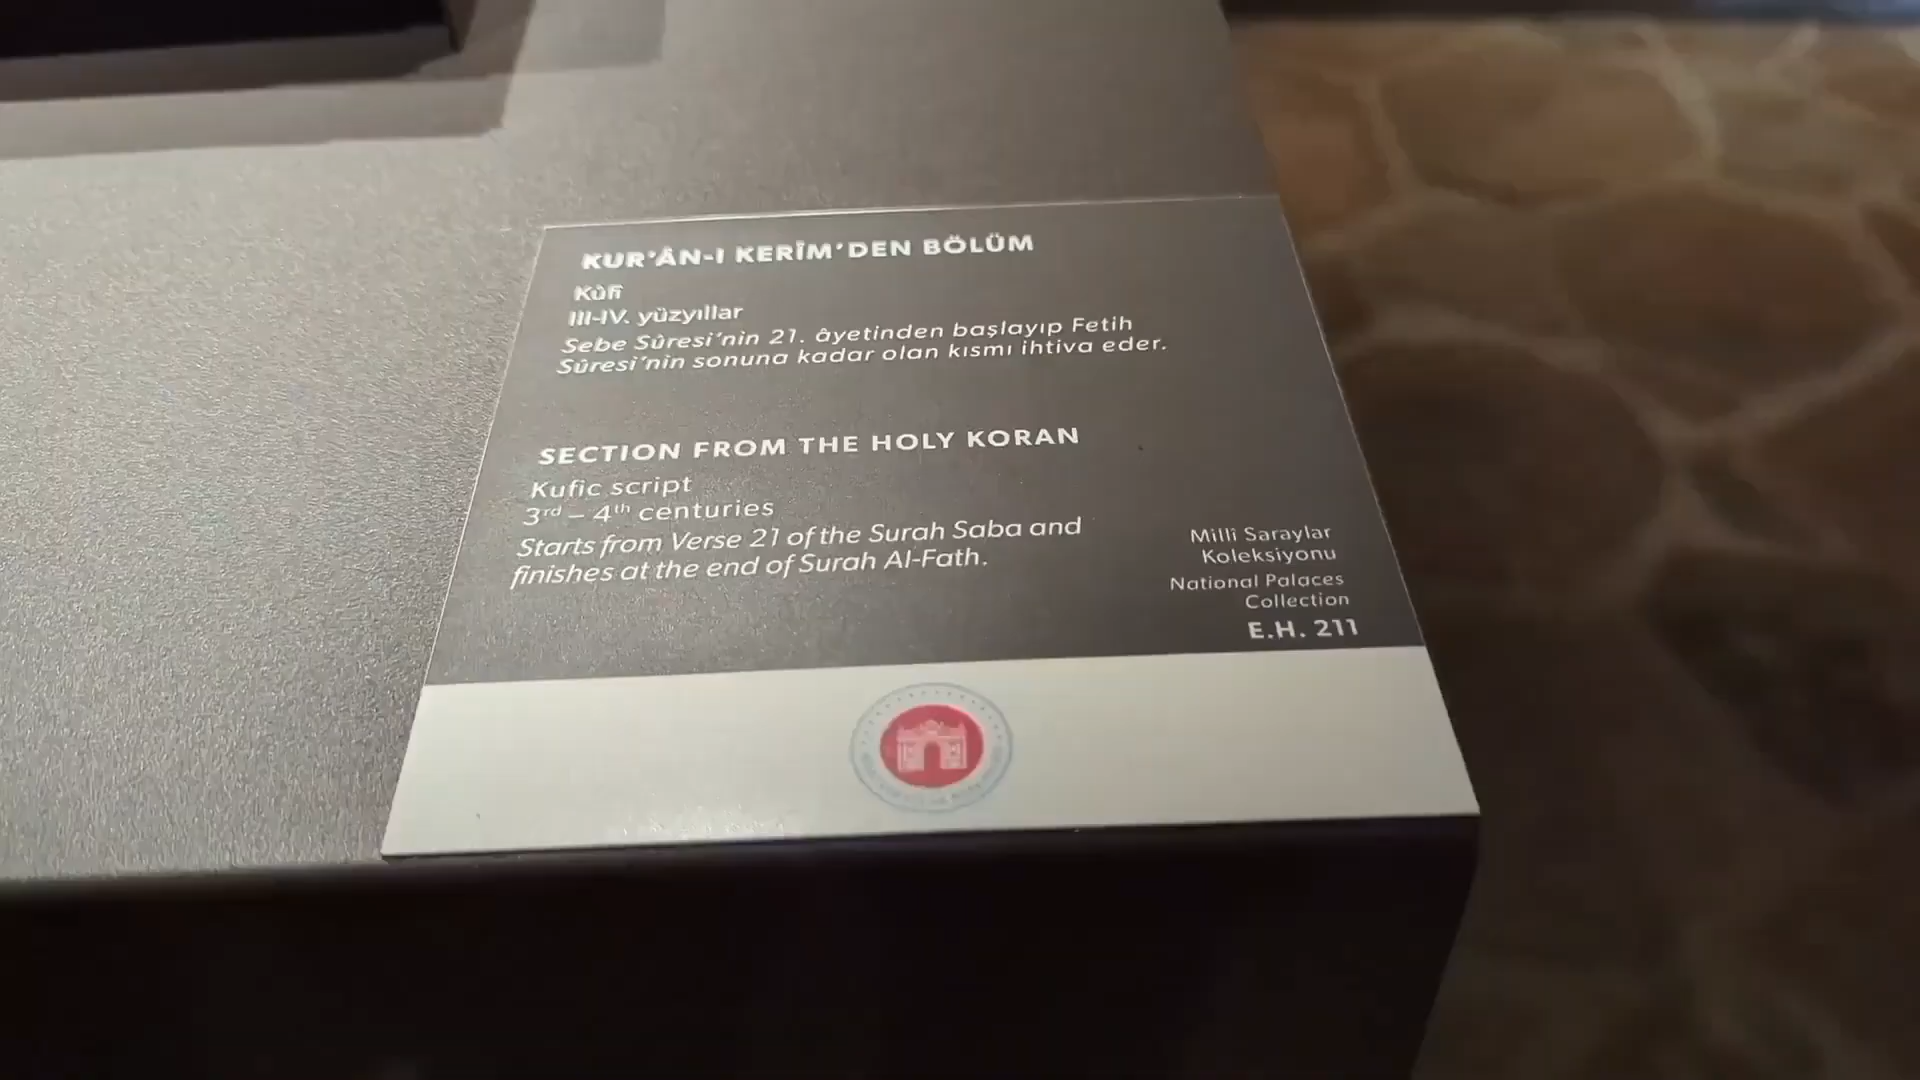 KUR'ÂN-I KERÎM'DEN BÖLÜM
Kûfî
III-IV. yüzyıllar
Sebe Sûresi'nin 21. âyetinden başlayıp Fetih
Sûresi'nin sonuna kadar olan kısmı ihtiva eder.
SECTION FROM THE HOLY KORAN
Kufic script
3rd – 4th centuries
Starts from Verse 21 of the Surah Saba and
finishes at the end of Surah Al-Fath.
Millî Saraylar
Koleksiyonu
National Palaces
Collection
E.H. 211